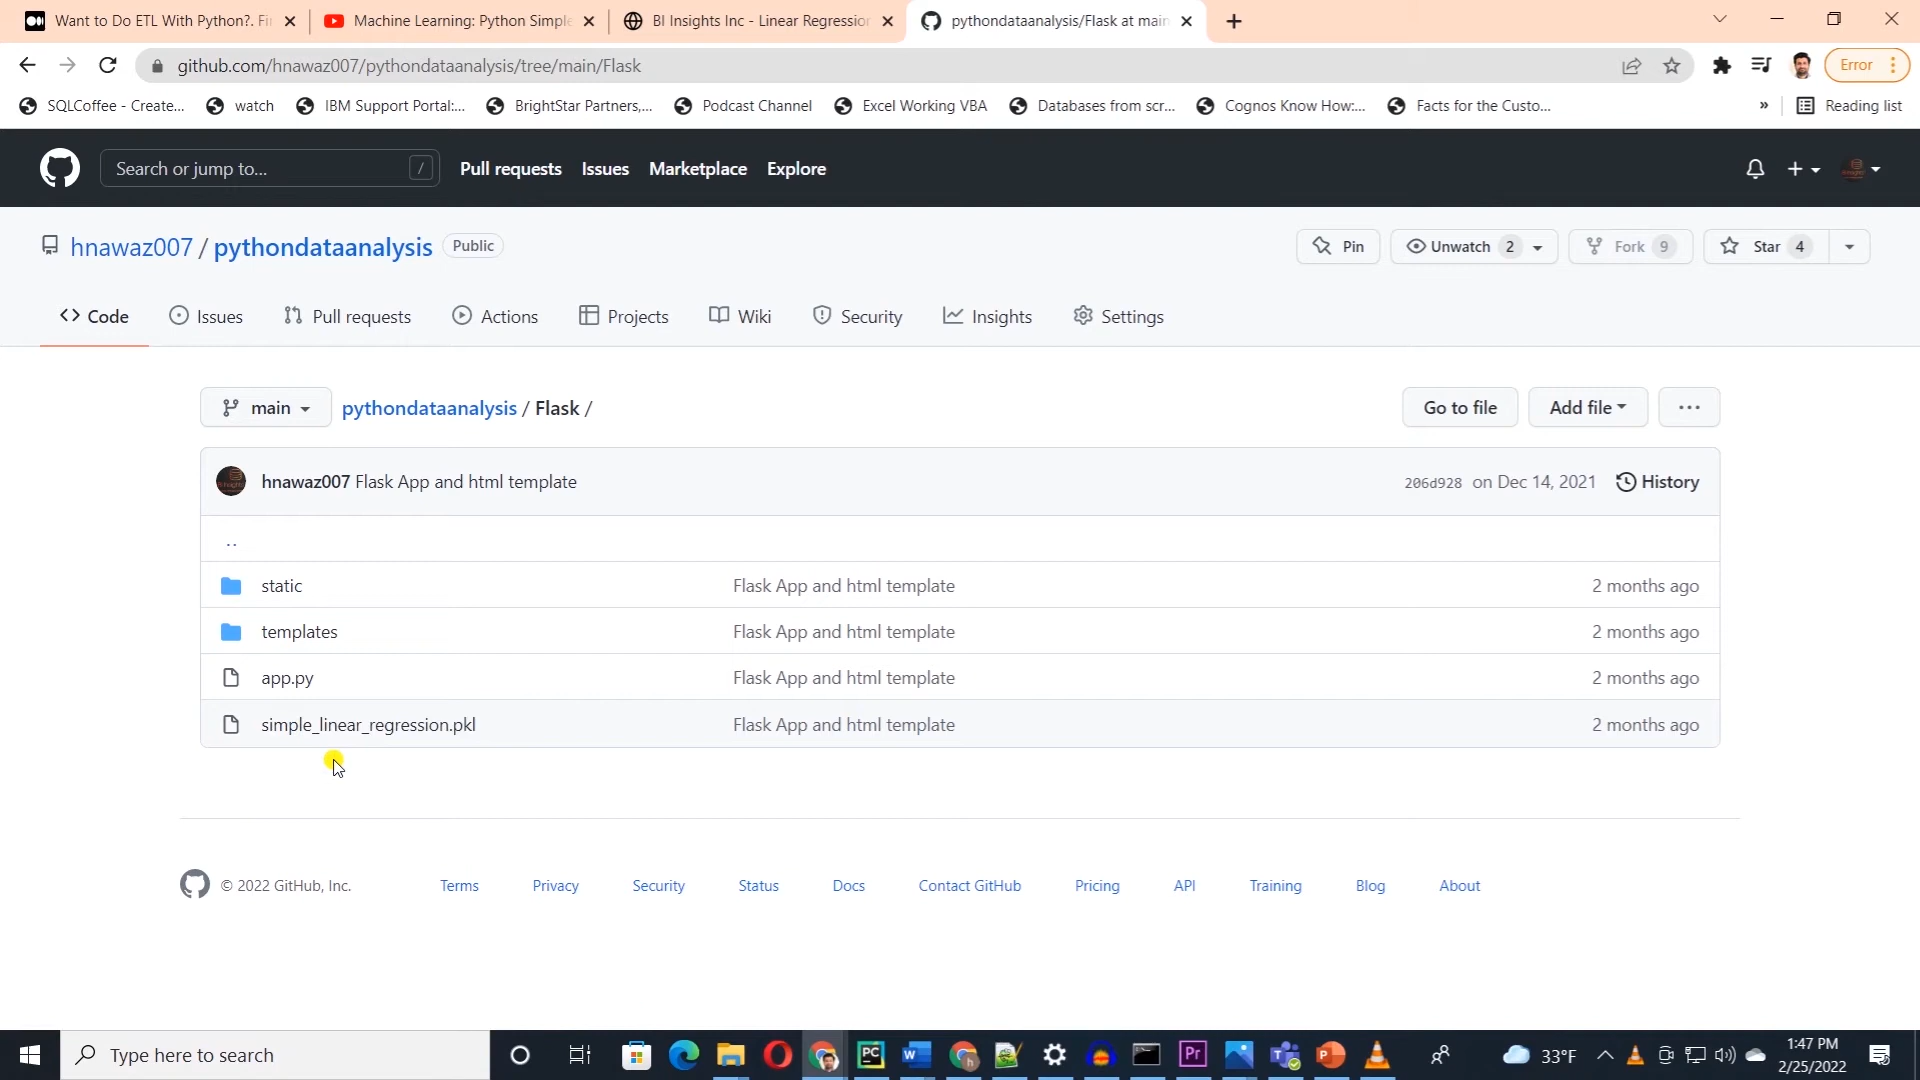 Want to Do ETL With Python?. Fi
Machine Learning: Python Simple
BI Insights Inc - Linear Regression
pythondataanalysis/Flask at main
github.com/hnawaz007/pythondataanalysis/tree/main/Flask
Error
SQLCoffee - Create...
watch
IBM Support Portal:...
BrightStar Partners,...
Podcast Channel
Excel Working VBA
Databases from scr...
Cognos Know How:...
Facts for the Custo...
»
Reading list
Search or jump to...
/
Pull requests
Issues
Marketplace
Explore
hnawaz007 / pythondataanalysis
Public
Pin
Unwatch 2
Fork 9
Star 4
Code
Issues
Pull requests
Actions
Projects
Wiki
Security
Insights
Settings
main
pythondataanalysis / Flask /
Go to file
Add file
...
hnawaz007 Flask App and html template
206d928 on Dec 14, 2021
History
..
static Flask App and html template 2 months ago
templates Flask App and html template 2 months ago
app.py Flask App and html template 2 months ago
simple_linear_regression.pkl Flask App and html template 2 months ago
© 2022 GitHub, Inc.
Terms
Privacy
Security
Status
Docs
Contact GitHub
Pricing
API
Training
Blog
About
Type here to search
33°F
1:47 PM
2/25/2022